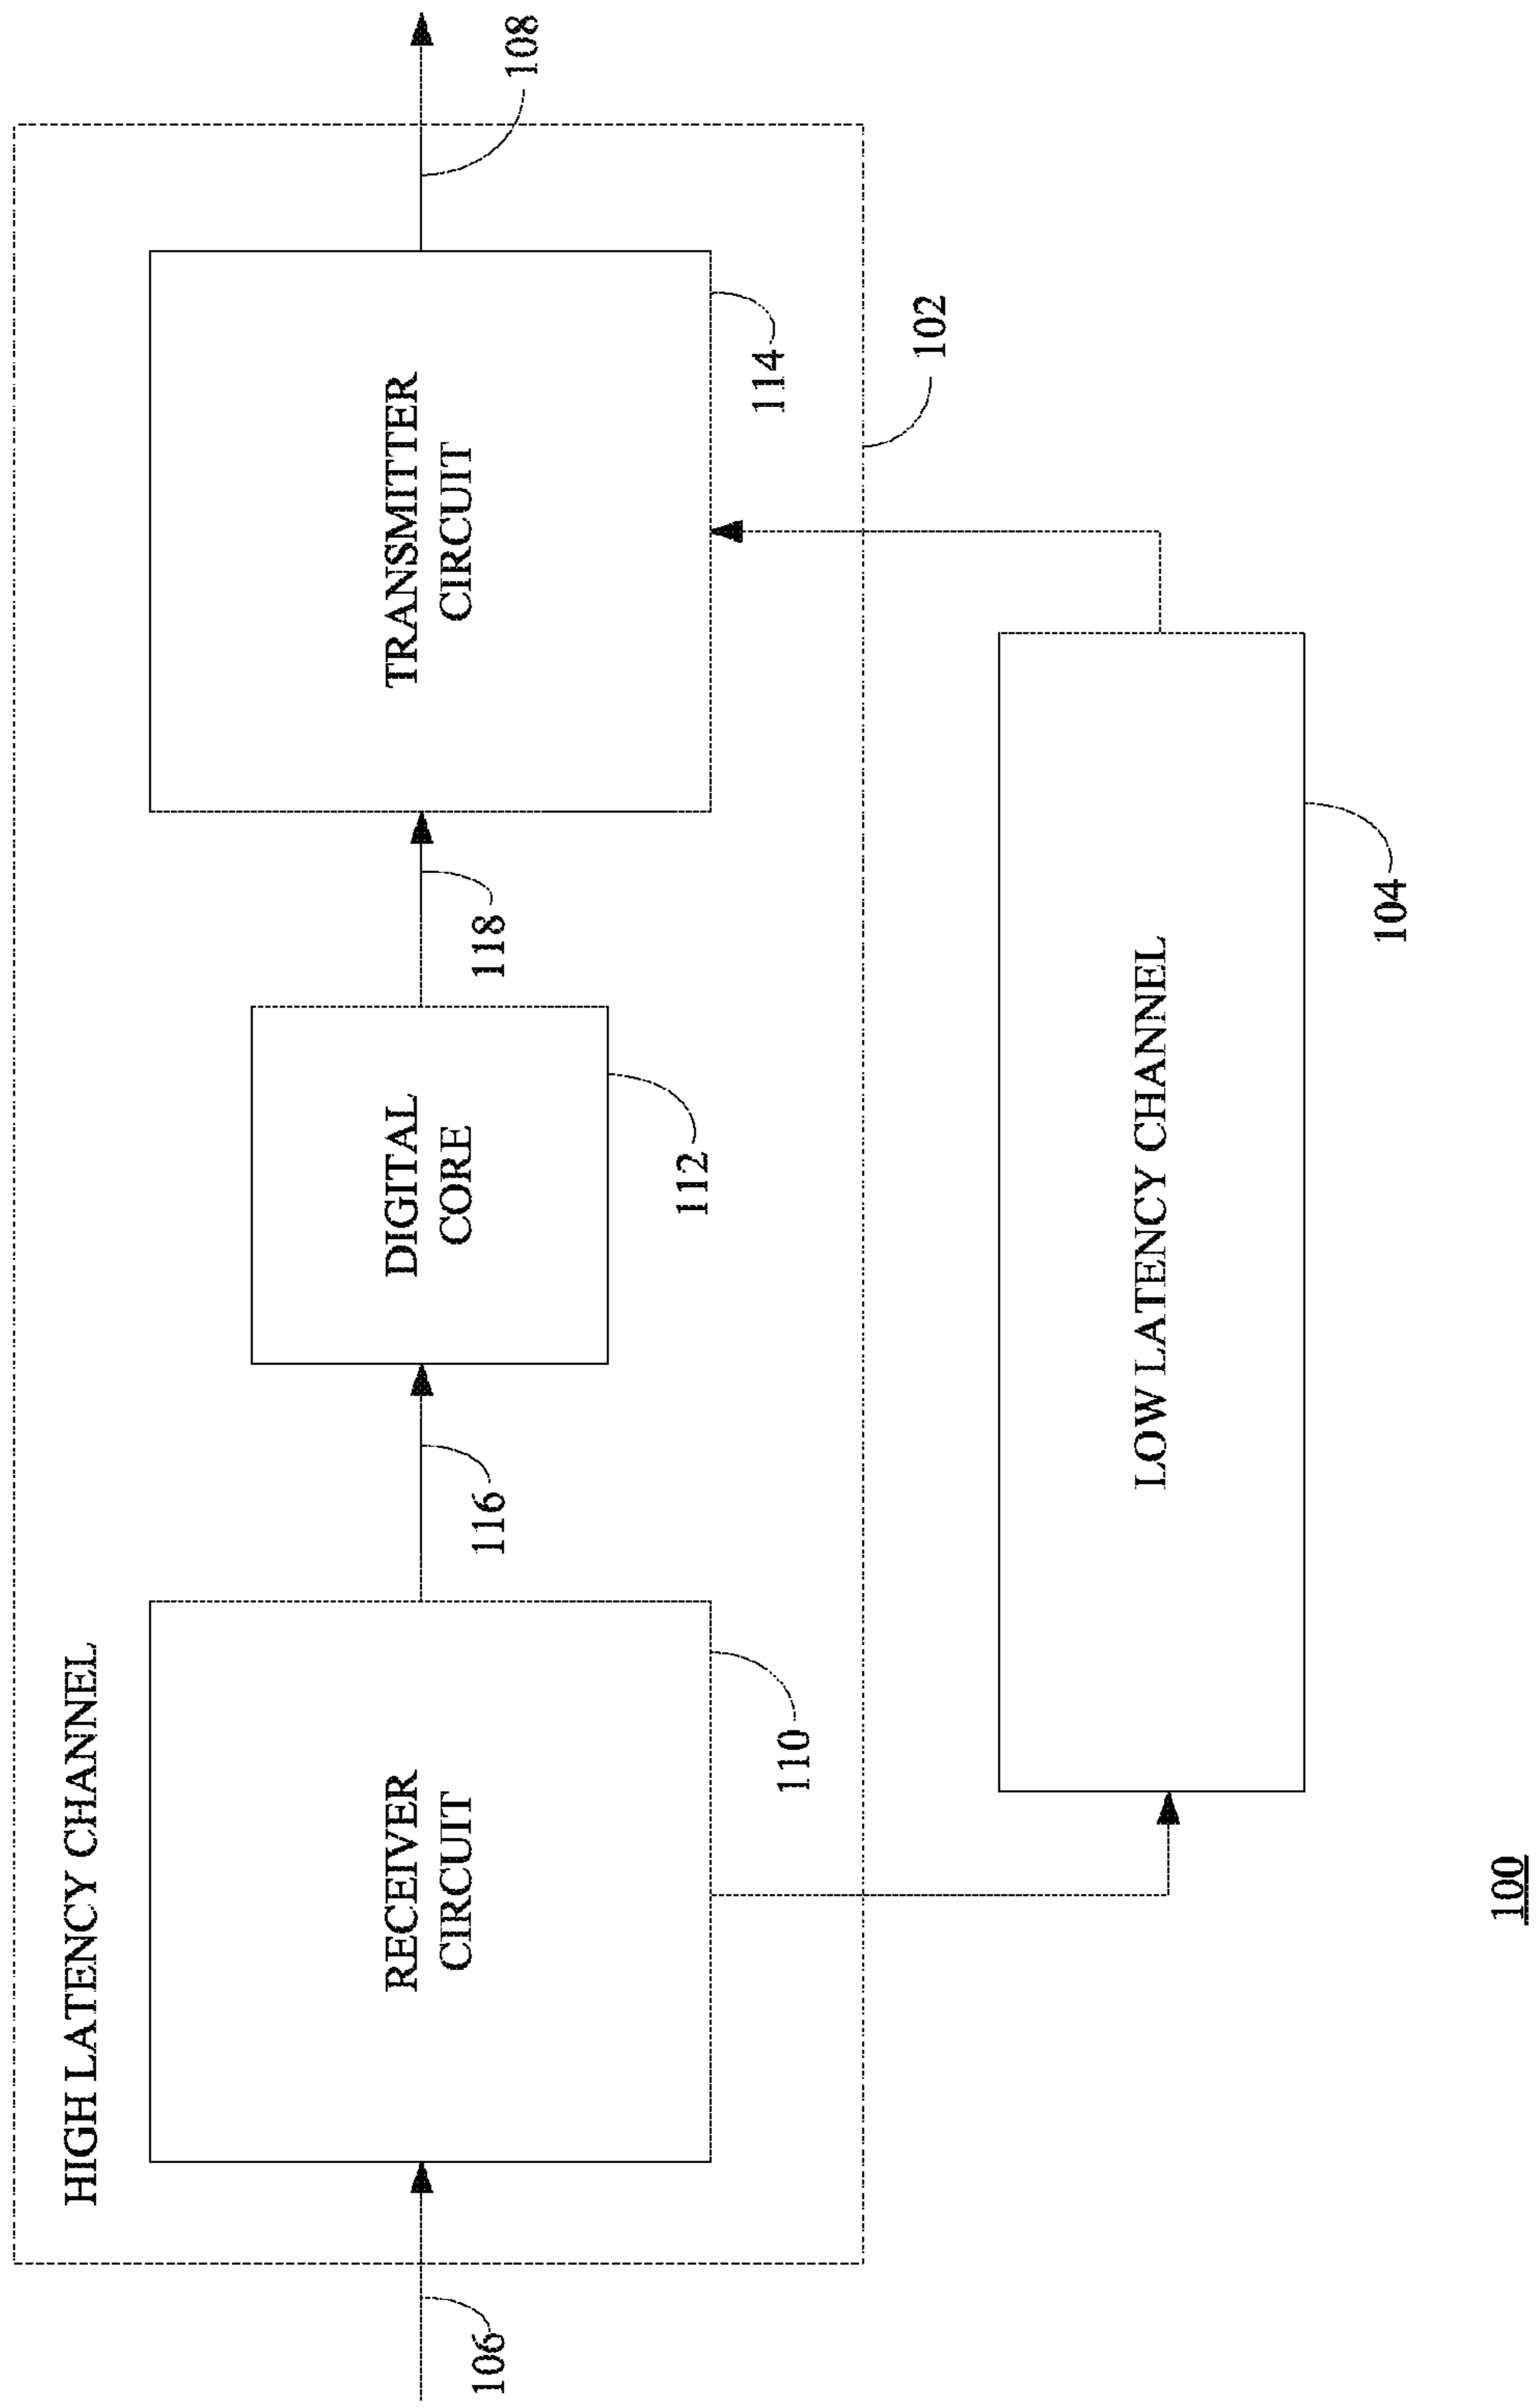 HIGH LATENCY CHANNEL
RECEIVER
CIRCUIT
DIGITAL
CORE
TRANSMITTER
CIRCUIT
106
116
118
108
110
112
114
102
LOW LATENCY CHANNEL
104
100